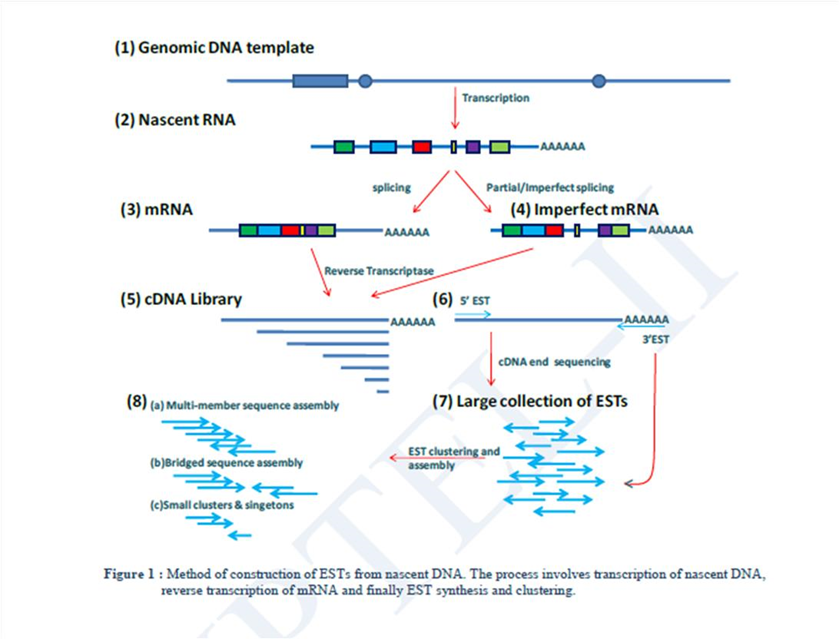 (1) Genomic DNA template
Transcription
(2) Nascent RNA
AAAAAA
splicing
Partial/Imperfect splicing
(3) mRNA
(4) Imperfect mRNA
AAAAAA
AAAAAA
Reverse Transcriptase
(5) cDNA Library
(6) 5' EST
AAAAAA
AAAAAA
3'EST
cDNA end sequencing
(8) (a) Multi-member sequence assembly
(7) Large collection of ESTs
EST clustering and
assembly
(b)Bridged sequence assembly
(c)Small clusters & singetons
Figure 1 : Method of construction of ESTs from nascent DNA. The process involves transcription of nascent DNA,
reverse transcription of mRNA and finally EST synthesis and clustering.